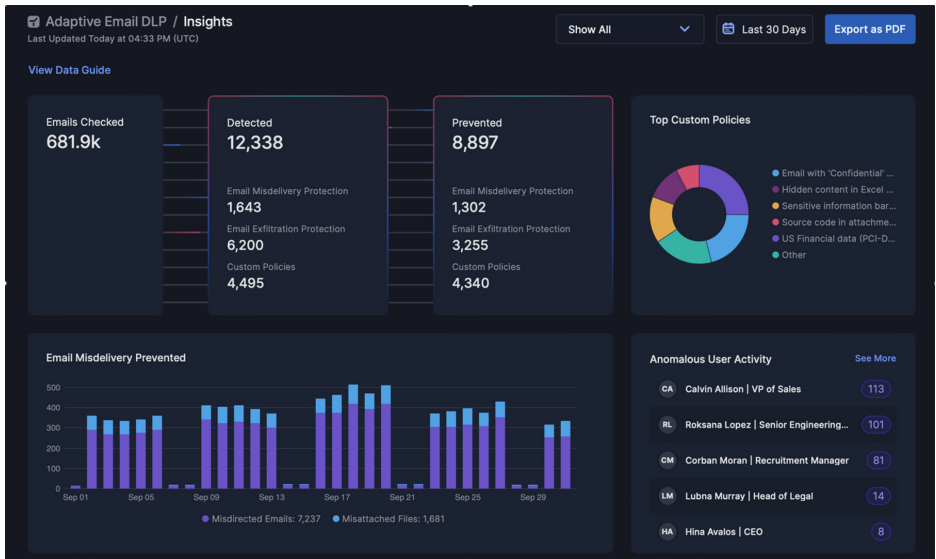 Adaptive Email DLP / Insights
Last Updated Today at 04:33 PM (UTC)
Show All
Last 30 Days
Export as PDF
View Data Guide
Emails Checked
681.9k
Detected
12,338
Email Misdelivery Protection
1,643
Email Exfiltration Protection
6,200
Custom Policies
4,495
Prevented
8,897
Email Misdelivery Protection
1,302
Email Exfiltration Protection
3,255
Custom Policies
4,340
Top Custom Policies
Email with 'Confidential' ...
Hidden content in Excel ...
Sensitive information bar...
Source code in attachme...
US Financial data (PCI-D...
Other
Email Misdelivery Prevented
500
400
300
200
100
0
Sep 01 Sep 05 Sep 09 Sep 13 Sep 17 Sep 21 Sep 25 Sep 29
Misdirected Emails: 7,237 Misattached Files: 1,681
Anomalous User Activity See More
CA Calvin Allison | VP of Sales 113
RL Roksana Lopez | Senior Engineering... 101
CM Corban Moran | Recruitment Manager 81
LM Lubna Murray | Head of Legal 14
HA Hina Avalos | CEO 8